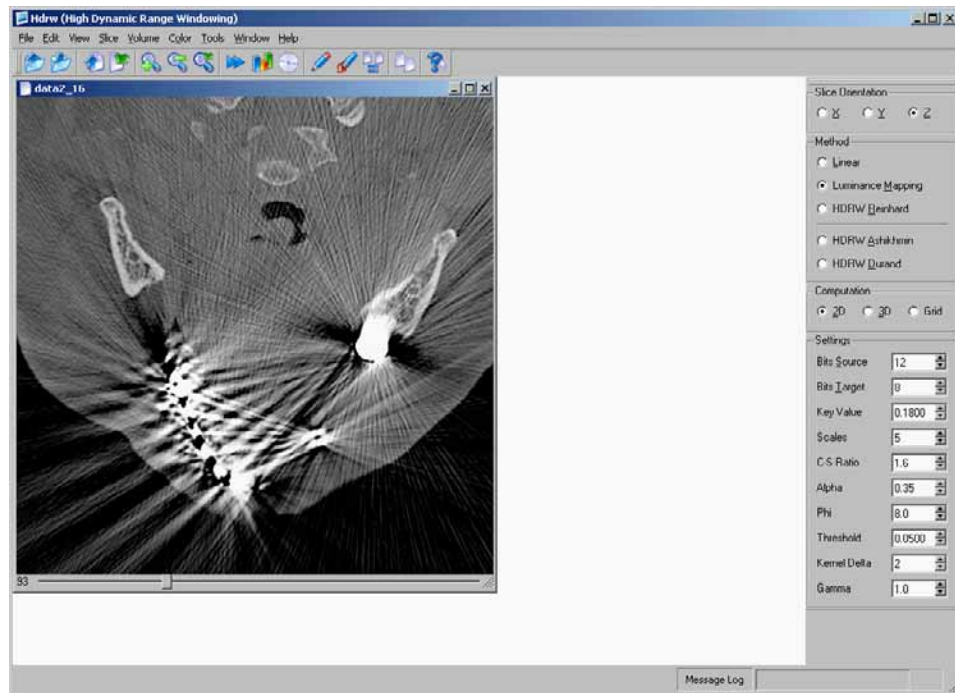 Hdrw (High Dynamic Range Windowing)
File Edit View Slice Volume Color Tools Window Help
data2_16
93
Slice Orientation
X Y Z
Method
Linear
Luminance Mapping
HDRW Reinhard
HDRW Ashikhmin
HDRW Durand
Computation
2D 3D Grid
Settings
Bits Source 12
Bits Target 8
Key Value 0.1800
Scales 5
C-S Ratio 1.6
Alpha 0.35
Phi 8.0
Threshold 0.0500
Kernel Delta 2
Gamma 1.0
Message Log